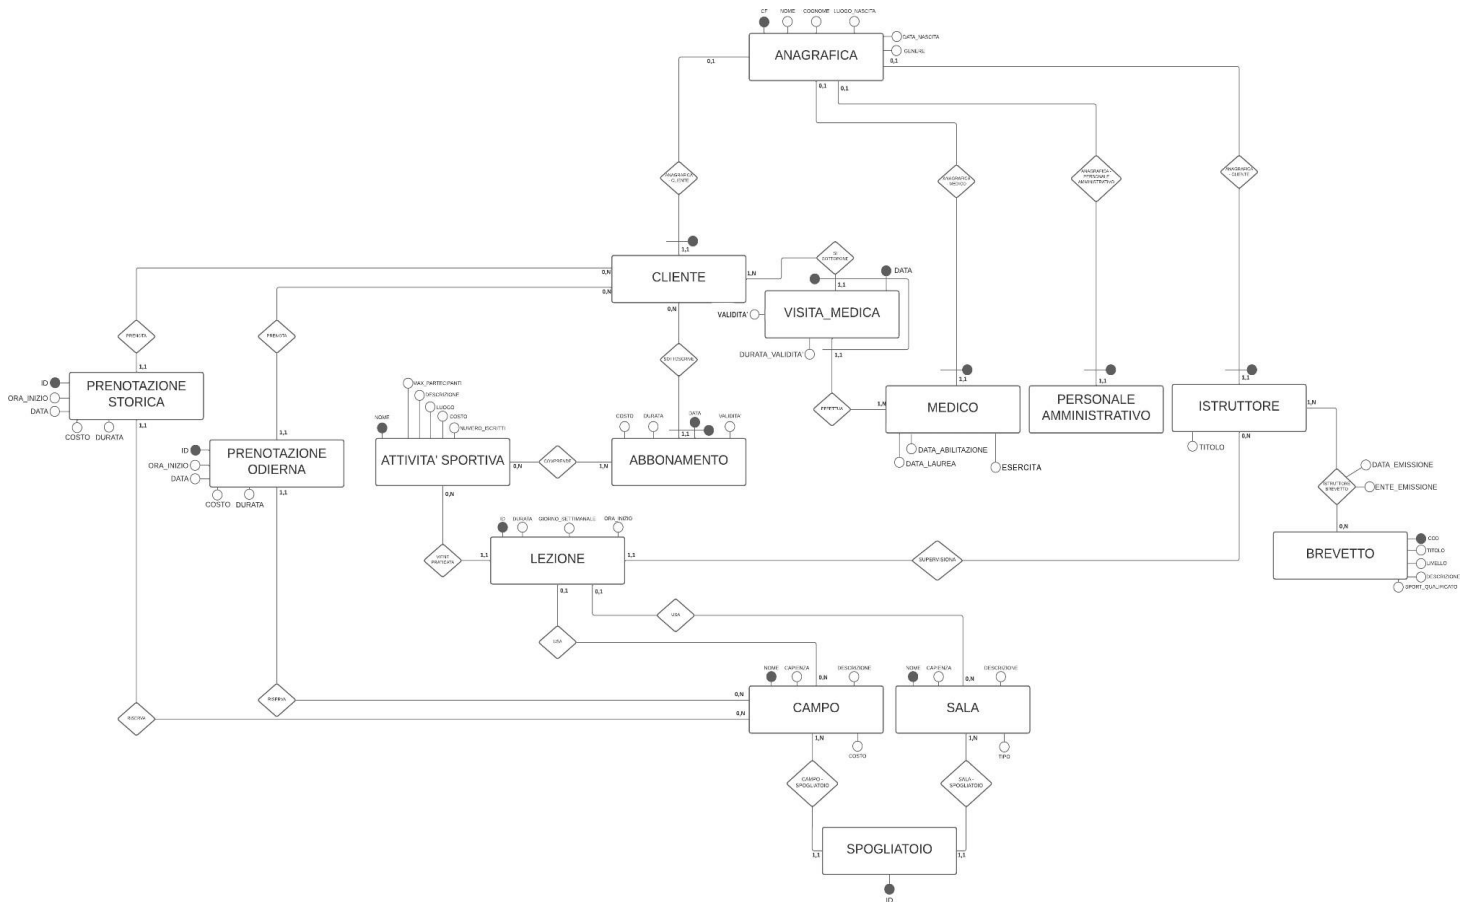 CF
NOME
COGNOME
LUOGO_NASCITA
ANAGRAFICA
DATA_NASCITA
GENERE
0,1
0,1
0,1
0,1
ANAGRAFICA
- CLIENTE
ANAGRAFICA
MEDICO
ANAGRAFICA -
PERSONALE
AMMINISTRATIVO
ANAGRAFICA
- CLIENTE
1,1
CLIENTE
0,N
0,N
0,N
1,N
SI
SOTTOPONE
1,1
DATA
VISITA_MEDICA
VALIDITA'
DURATA_VALIDITA'
1,1
PRENOTA
PRENOTA
SOTTOSCRIVE
1,1
PRENOTAZIONE
STORICA
ID
ORA_INIZIO
DATA
COSTO
DURATA
1,1
1,1
PRENOTAZIONE
ODIERNA
ID
ORA_INIZIO
DATA
COSTO
DURATA
1,1
MAX_PARTECIPANTI
DESCRIZIONE
LUOGO
COSTO
NUMERO_ISCRITTI
NOME
ATTIVITA' SPORTIVA
0,N
0,N
COMPRENDE
1,N
COSTO
DURATA
DATA
VALIDITA'
1,1
ABBONAMENTO
EFFETTUA
1,N
1,1
MEDICO
DATA_ABILITAZIONE
DATA_LAUREA
ESERCITA
1,1
PERSONALE
AMMINISTRATIVO
1,1
ISTRUTTORE
TITOLO
0,N
1,N
ISTRUTTORE
BREVETTO
DATA_EMISSIONE
ENTE_EMISSIONE
0,N
BREVETTO
COD
TITOLO
LIVELLO
DESCRIZIONE
SPORT_QUALIFICATO
ID
DURATA
GIORNO_SETTIMANALE
ORA_INIZIO
VIENE
PRATICATA
1,1
LEZIONE
1,1
SUPERVISIONA
0,1
0,1
USA
USA
NOME
CAPIENZA
DESCRIZIONE
0,N
CAMPO
0,N
0,N
COSTO
1,N
RISERVA
RISERVA
NOME
CAPIENZA
DESCRIZIONE
0,N
SALA
TIPO
1,N
CAMPO -
SPOGLIATOIO
SALA -
SPOGLIATOIO
1,1
SPOGLIATOIO
1,1
ID